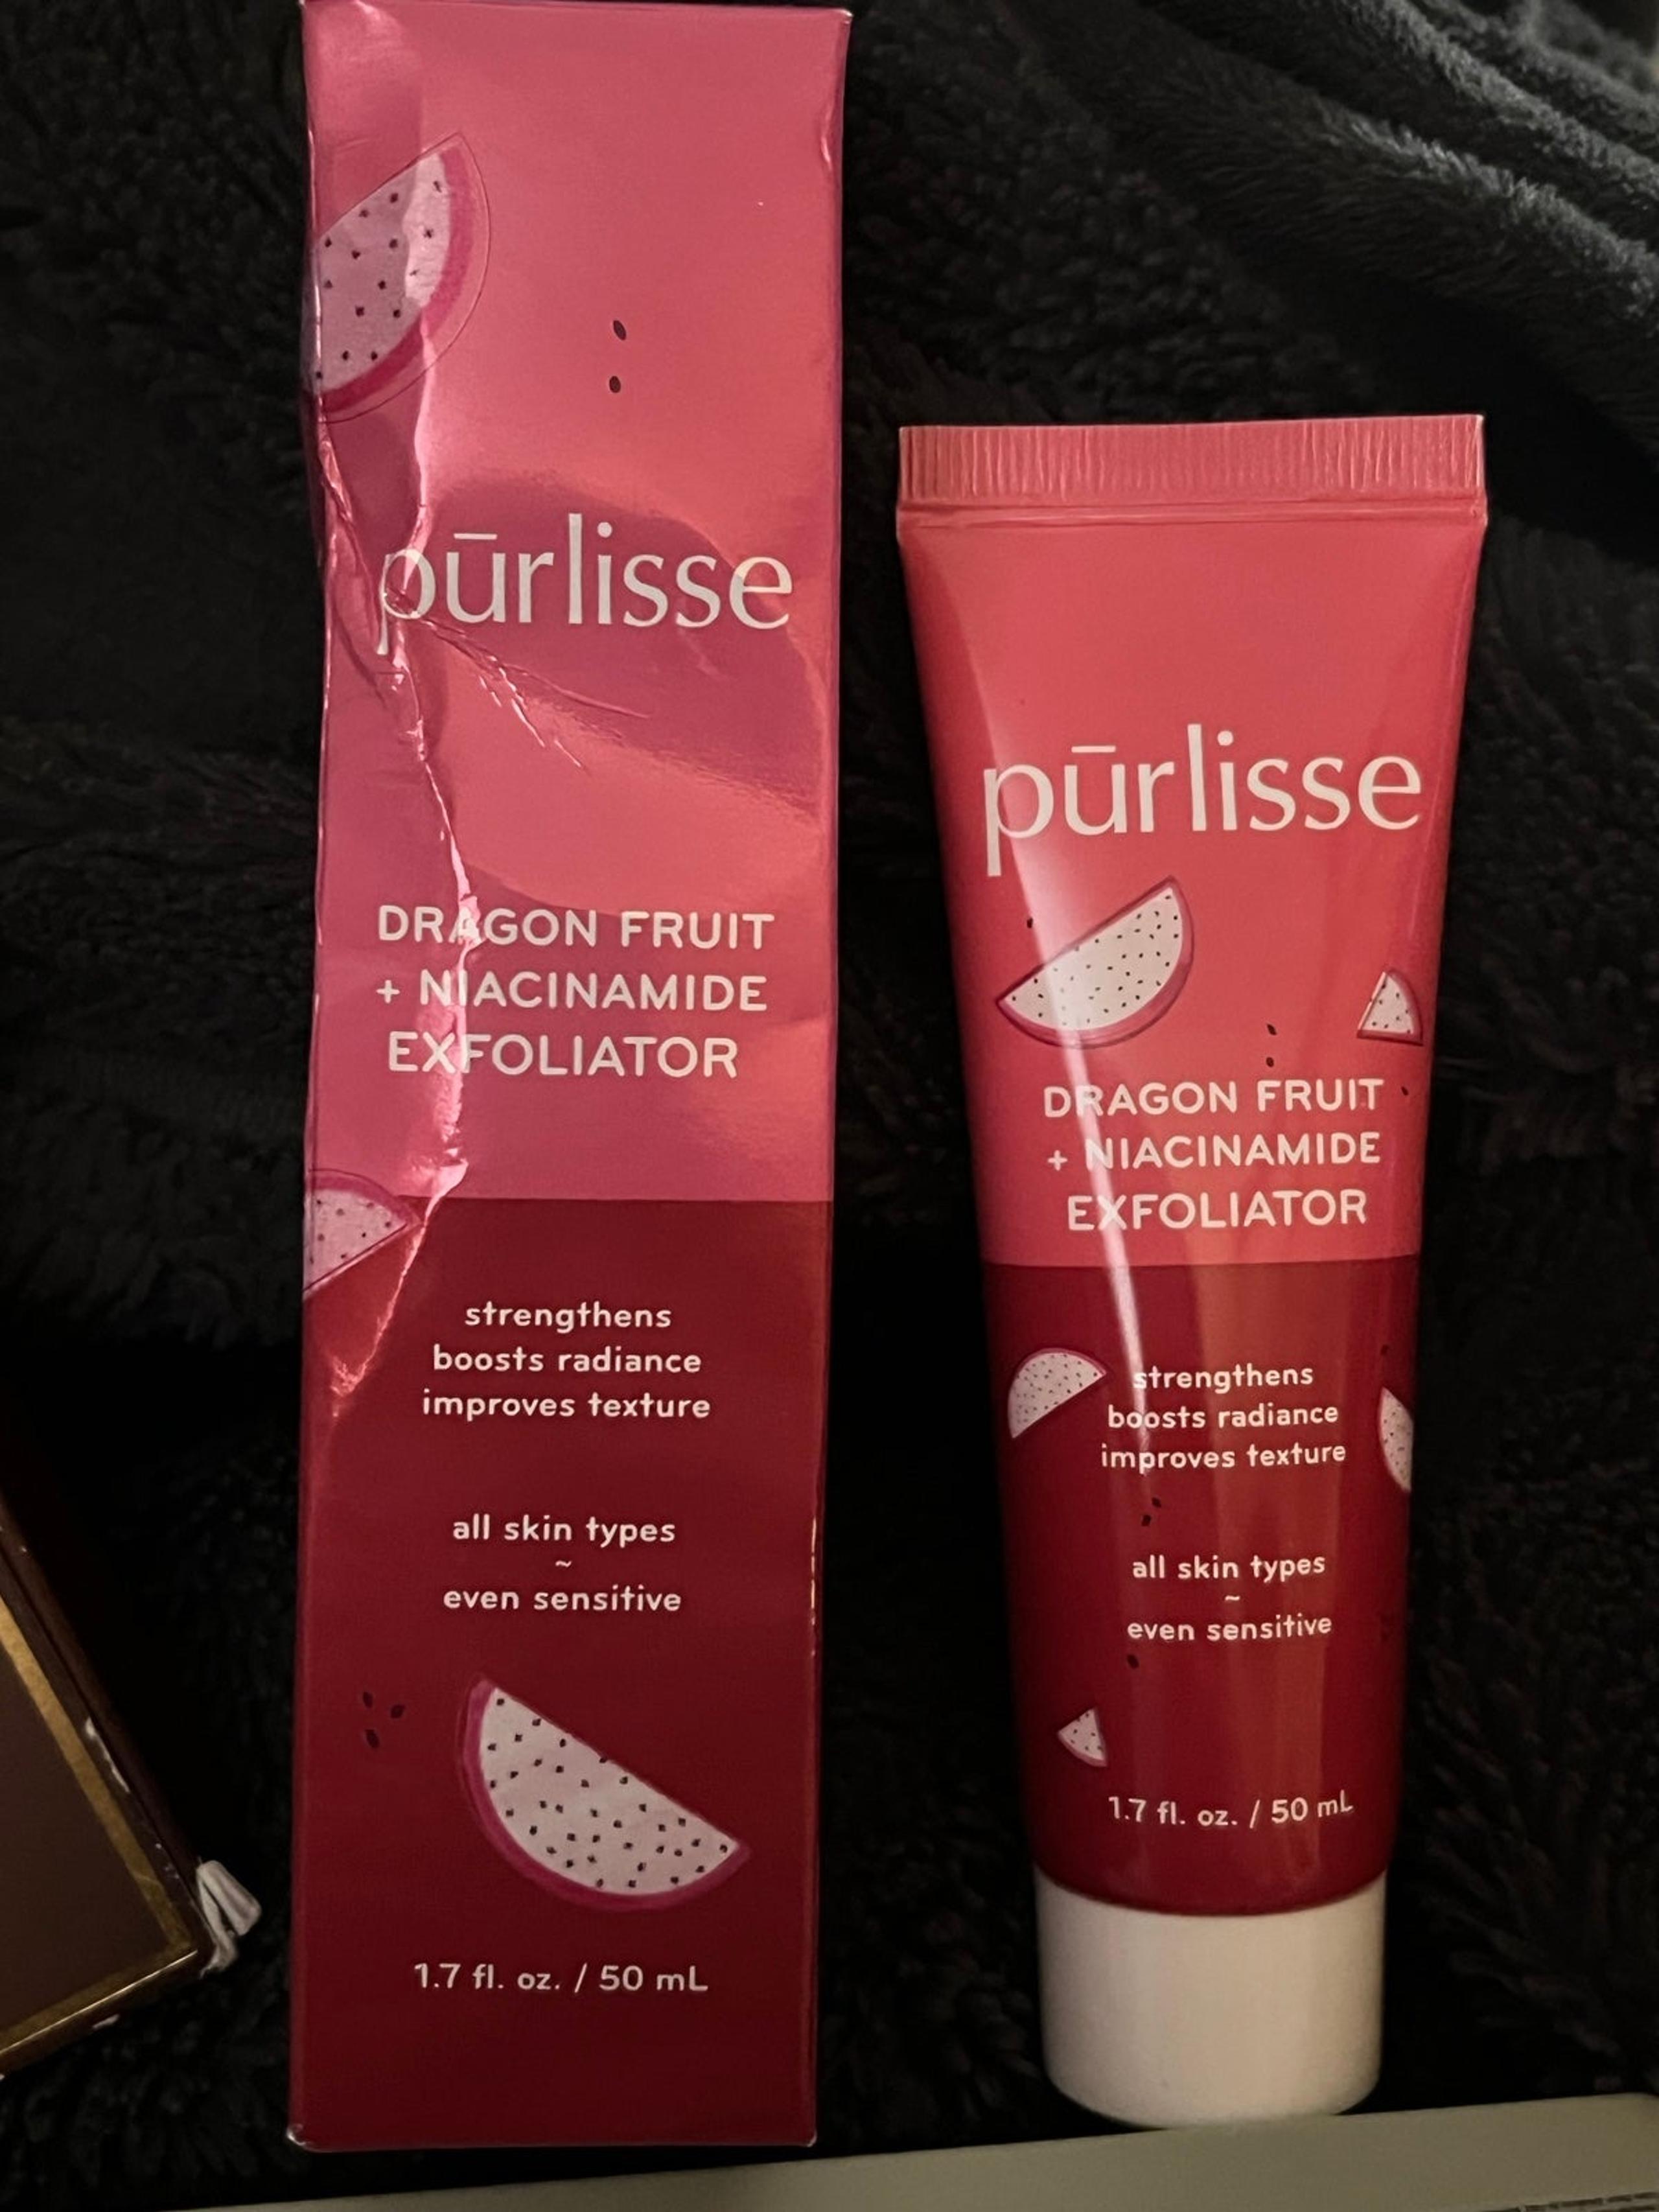 pūrlisse
DRAGON FRUIT
+ NIACINAMIDE
EXFOLIATOR
strengthens
boosts radiance
improves texture
all skin types
~
even sensitive
1.7 fl. oz. / 50 mL
pūrlisse
DRAGON FRUIT
+ NIACINAMIDE
EXFOLIATOR
strengthens
boosts radiance
improves texture
all skin types
~
even sensitive
1.7 fl. oz. / 50 mL